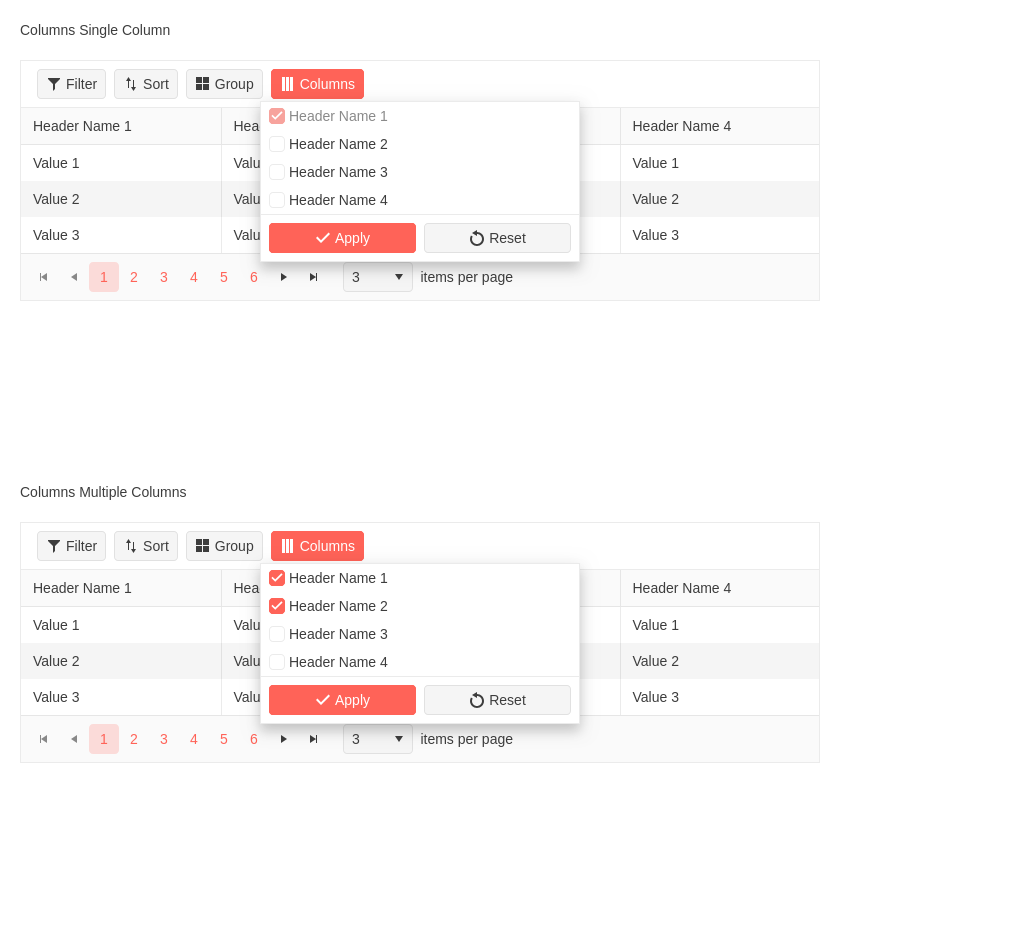 Columns Single Column
Filter Sort Group Columns
Header Name 1 Hea Header Name 4
Header Name 1
Header Name 2
Header Name 3
Header Name 4
Apply Reset
Value 1 Valu Value 1
Value 2 Valu Value 2
Value 3 Valu Value 3
1 2 3 4 5 6 3 items per page
Columns Multiple Columns
Filter Sort Group Columns
Header Name 1 Hea Header Name 4
Header Name 1
Header Name 2
Header Name 3
Header Name 4
Apply Reset
Value 1 Valu Value 1
Value 2 Valu Value 2
Value 3 Valu Value 3
1 2 3 4 5 6 3 items per page